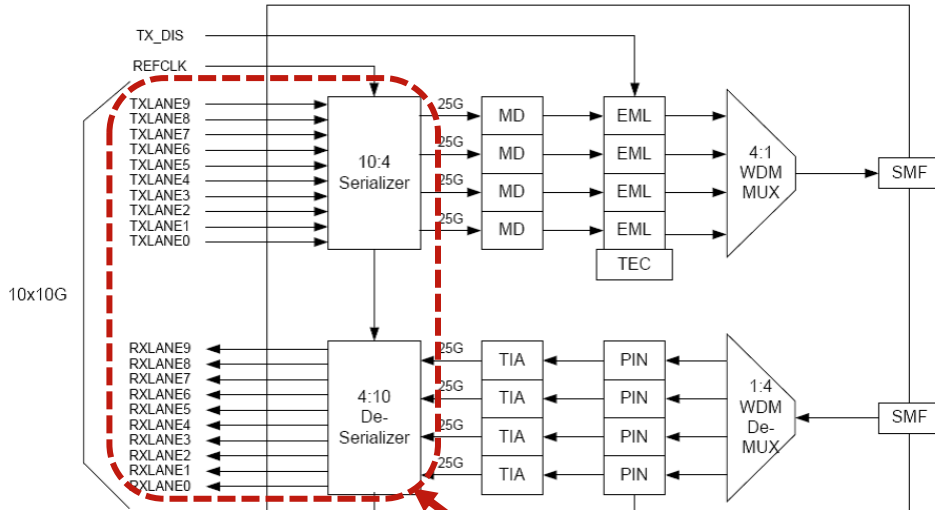 TX_DIS
REFCLK
TXLANE9
TXLANE8
TXLANE7
TXLANE6
TXLANE5
TXLANE4
TXLANE3
TXLANE2
TXLANE1
TXLANE0
10:4
Serializer
25G
25G
25G
25G
MD
MD
MD
MD
EML
EML
EML
EML
TEC
4:1
WDM
MUX
SMF
10x10G
RXLANE9
RXLANE8
RXLANE7
RXLANE6
RXLANE5
RXLANE4
RXLANE3
RXLANE2
RXLANE1
RXLANE0
4:10
De-
Serializer
25G
25G
25G
25G
TIA
TIA
TIA
TIA
PIN
PIN
PIN
PIN
1:4
WDM
De-
MUX
SMF